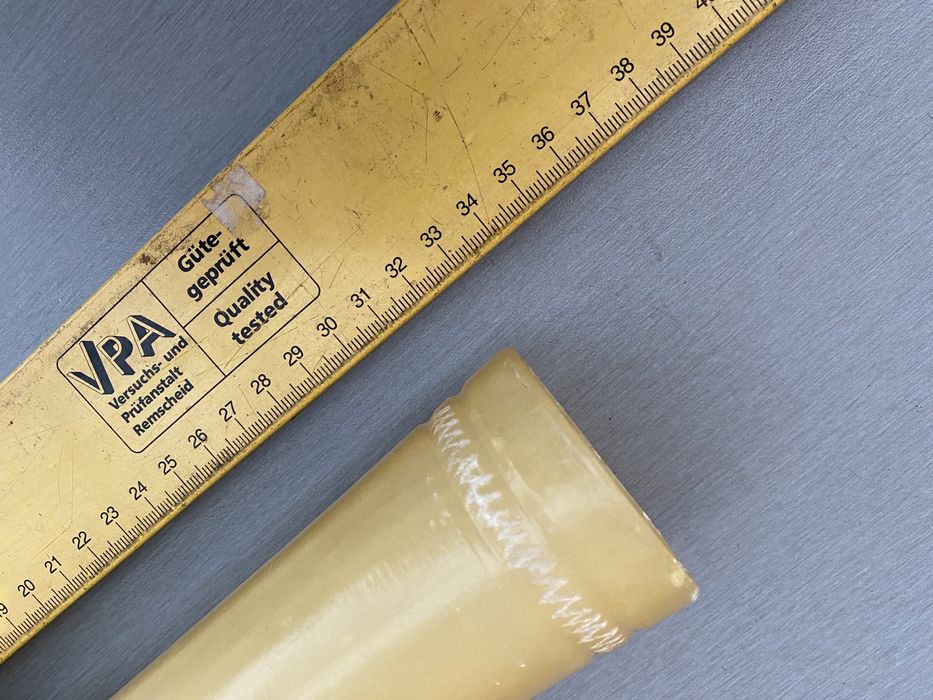 VPA
Versuchs- und
Prüfanstalt
Remscheid
Güte-
geprüft
Quality
tested
20 21 22 23 24 25 26 27 28 29 30 31 32 33 34 35 36 37 38 39